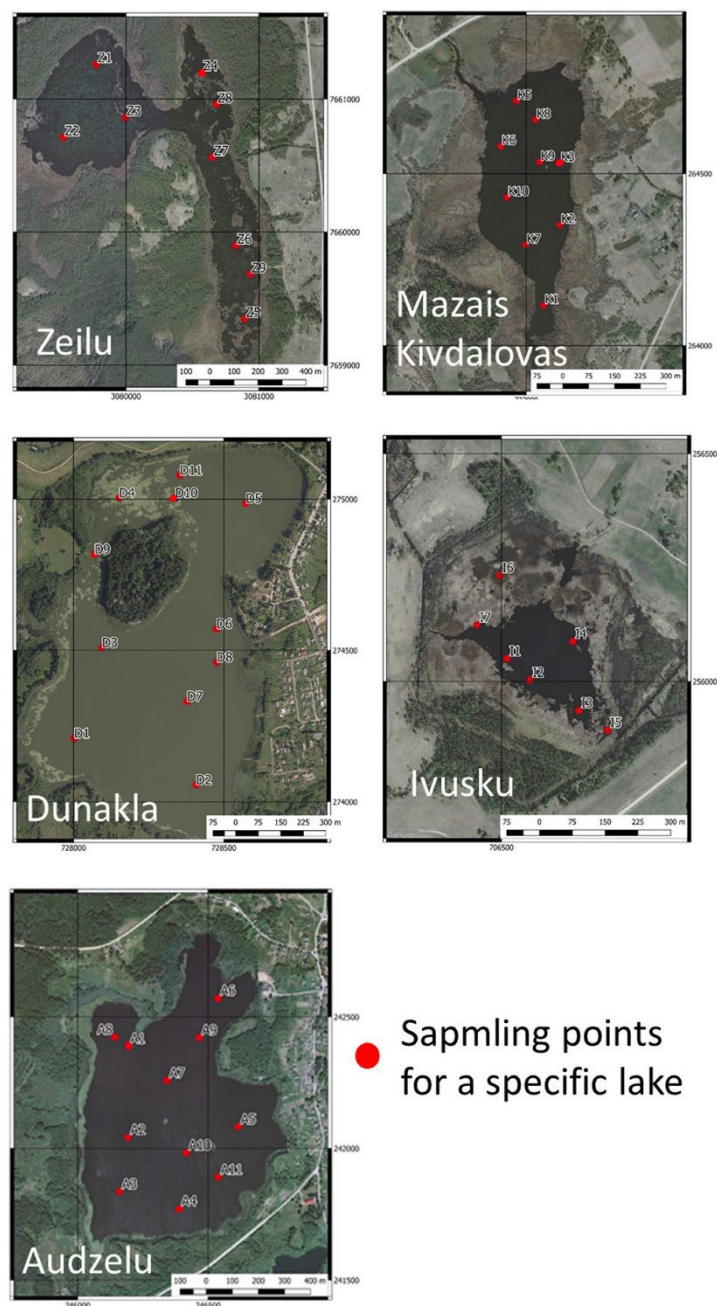 Z1
Z4
7661000
Z8
Z3
Z2
Z7
7660000
Z6
Z9
Z5
Zeilu
100 0 100 200 300 400 m
7659000
3080000 3081000
K5
K8
K6
K9 K3
264500
K10
K2
K7
K1
Mazais
Kivdalovas
264000
75 0 75 150 225 300 m
D11
D4 D10 D5
275000
D9
D6
D3
274500
D8
D7
D1
D2
Dunakla
274000
75 0 75 150 225 300 m
728000 728500
256500
I6
I7
I4
I1
I2
256000
I3
I5
Ivusku
75 0 75 150 225 300 m
706500
A6
242500
A8 A1 A9
A7
A2
A5
A10
242000
A11
A3
A4
Audzelu
100 0 100 200 300 400 m
241500
746000 746500
Sapmling points
for a specific lake